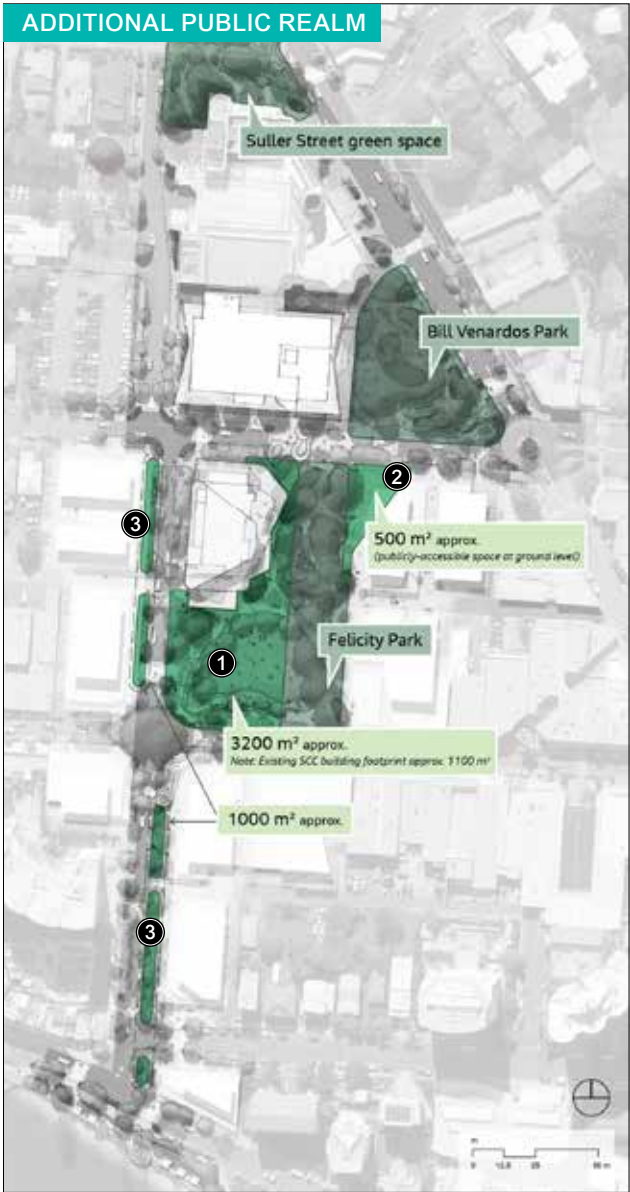 ADDITIONAL PUBLIC REALM
Suller Street green space
Bill Venardos Park
2
3
500 m² approx.
(publicly-accessible space at ground level)
Felicity Park
1
3200 m² approx.
Note: Existing SCC building footprint approx. 1100 m²
1000 m² approx.
3
m
0 12.5 25 50 m